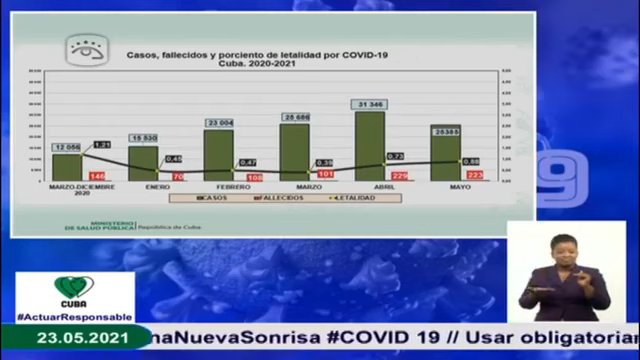 Casos, fallecidos y porciento de letalidad por COVID-19
Cuba. 2020-2021
12 056
1,21
146
15 530
0,45
70
23 004
0,47
108
25 686
0,39
101
31 346
0,73
229
25385
0,88
223
MARZO-DICIEMBRE
2020
ENERO
FEBRERO
MARZO
ABRIL
MAYO
CASOS
FALLECIDOS
LETALIDAD
MINISTERIO
DE SALUD PÚBLICA
República de Cuba
9
CUBA
#ActuarResponsable
23.05.2021
naNuevaSonrisa #COVID 19 // Usar obligatorian